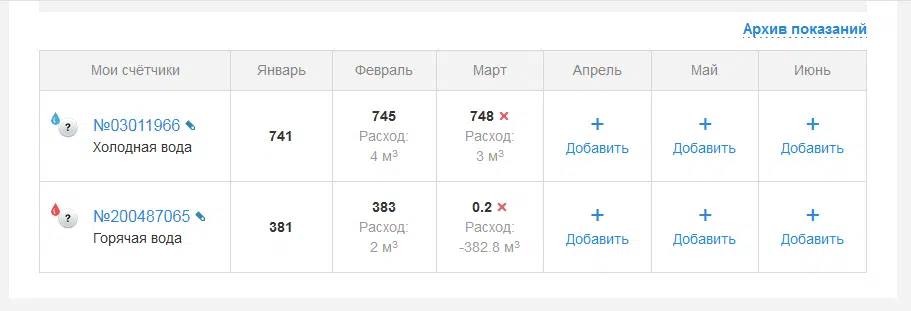 Архив показаний
Мои счётчики Январь Февраль Март Апрель Май Июнь
? №03011966 741 745 748 + + +
Холодная вода Расход: Расход: Добавить Добавить Добавить
4 м³ 3 м³
? №200487065 381 383 0.2 + + +
Горячая вода Расход: Расход: Добавить Добавить Добавить
2 м³ -382.8 м³